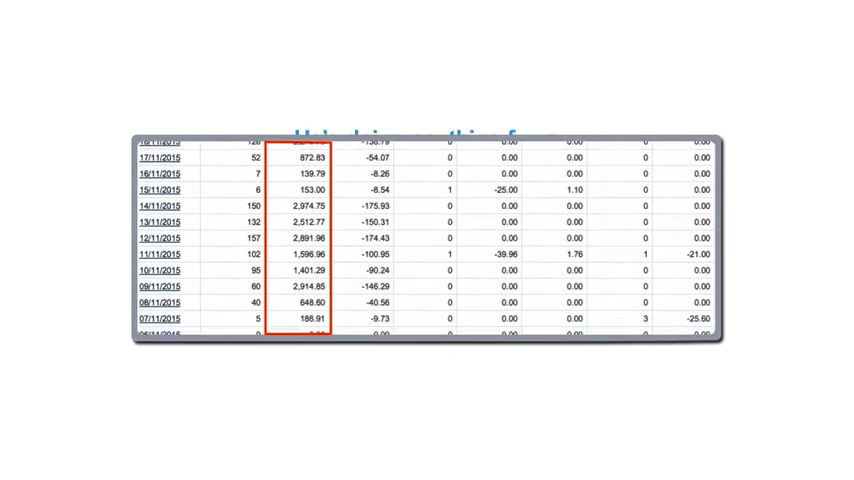 17/11/2015 52 872.83 -54.07 0 0.00 0.00 0 0.00
16/11/2015 7 139.79 -8.26 0 0.00 0.00 0 0.00
15/11/2015 6 153.00 -8.54 1 -25.00 1.10 0 0.00
14/11/2015 150 2,974.75 -175.93 0 0.00 0.00 0 0.00
13/11/2015 132 2,512.77 -150.31 0 0.00 0.00 0 0.00
12/11/2015 157 2,891.96 -174.43 0 0.00 0.00 0 0.00
11/11/2015 102 1,596.96 -100.95 1 -39.96 1.76 1 -21.00
10/11/2015 95 1,401.29 -90.24 0 0.00 0.00 0 0.00
09/11/2015 60 2,914.85 -146.29 0 0.00 0.00 0 0.00
08/11/2015 40 648.60 -40.56 0 0.00 0.00 0 0.00
07/11/2015 5 186.91 -9.73 0 0.00 0.00 3 -25.60